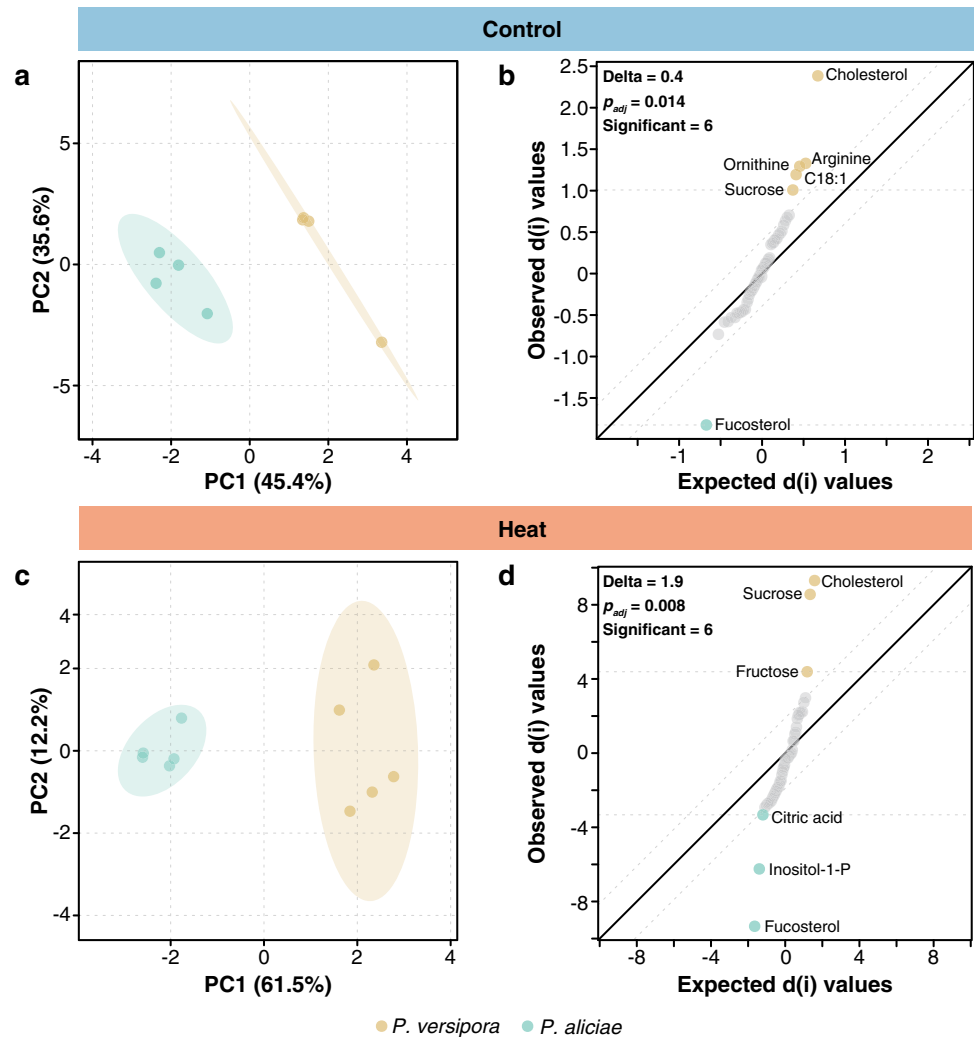 Control
a
PC2 (35.6%)
5
0
-5
-4
-2
0
2
4
PC1 (45.4%)
b
Delta = 0.4
p_adj = 0.014
Significant = 6
Cholesterol
Ornithine
Arginine
C18:1
Sucrose
Fucosterol
Observed d(i) values
2.5
2.0
1.5
1.0
0.5
0
-0.5
-1.0
-1.5
-1
0
1
2
Expected d(i) values
Heat
c
PC2 (12.2%)
4
2
0
-2
-4
-2
0
2
4
PC1 (61.5%)
d
Delta = 1.9
p_adj = 0.008
Significant = 6
Cholesterol
Sucrose
Fructose
Citric acid
Inositol-1-P
Fucosterol
Observed d(i) values
8
4
0
-4
-8
-8
-4
0
4
8
Expected d(i) values
P. versipora P. aliciae